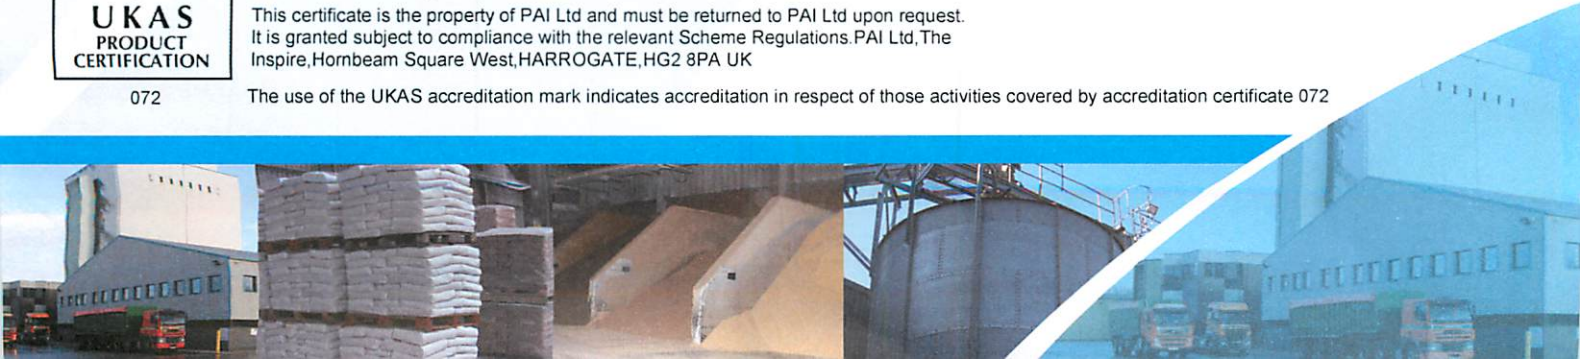 UKAS
PRODUCT
CERTIFICATION
072
This certificate is the property of PAI Ltd and must be returned to PAI Ltd upon request.
It is granted subject to compliance with the relevant Scheme Regulations.PAI Ltd,The
Inspire,Hornbeam Square West,HARROGATE,HG2 8PA UK
The use of the UKAS accreditation mark indicates accreditation in respect of those activities covered by accreditation certificate 072